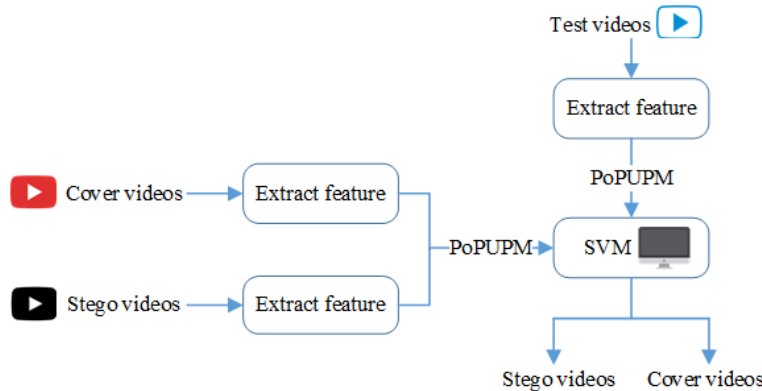 Test videos
Extract feature
PoPUPM
Cover videos
Extract feature
PoPUPM
SVM
Stego videos
Extract feature
Stego videos
Cover videos